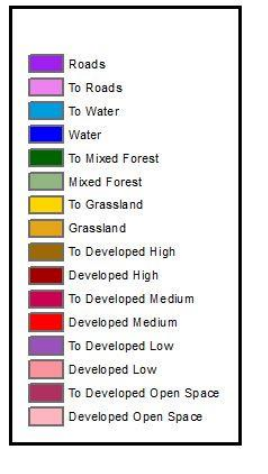 Roads
To Roads
To Water
Water
To Mixed Forest
Mixed Forest
To Grassland
Grassland
To Developed High
Developed High
To Developed Medium
Developed Medium
To Developed Low
Developed Low
To Developed Open Space
Developed Open Space